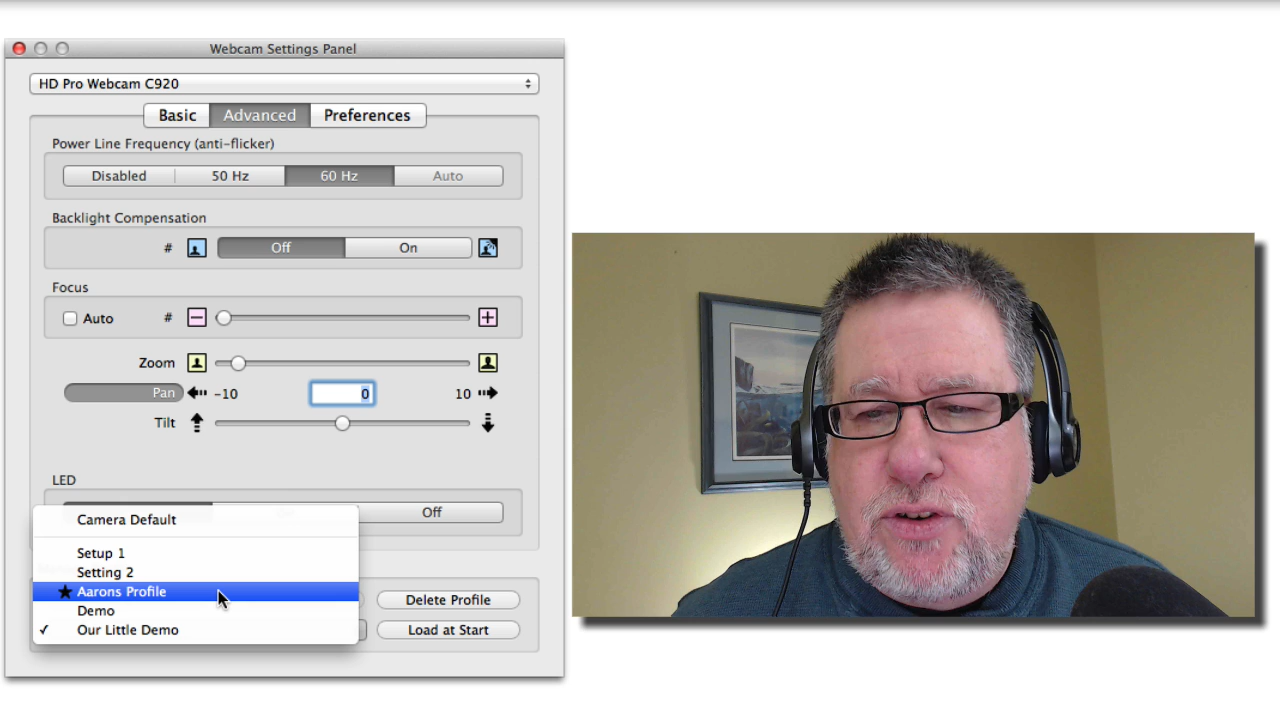 Webcam Settings Panel
HD Pro Webcam C920
Basic Advanced Preferences
Power Line Frequency (anti-flicker)
Disabled 50 Hz 60 Hz Auto
Backlight Compensation
# Off On
Focus
Auto #
Zoom
Pan -10 0 10
Tilt
LED
Off
Camera Default
Setup 1
Setting 2
★ Aarons Profile
Demo
✓ Our Little Demo
Delete Profile
Load at Start